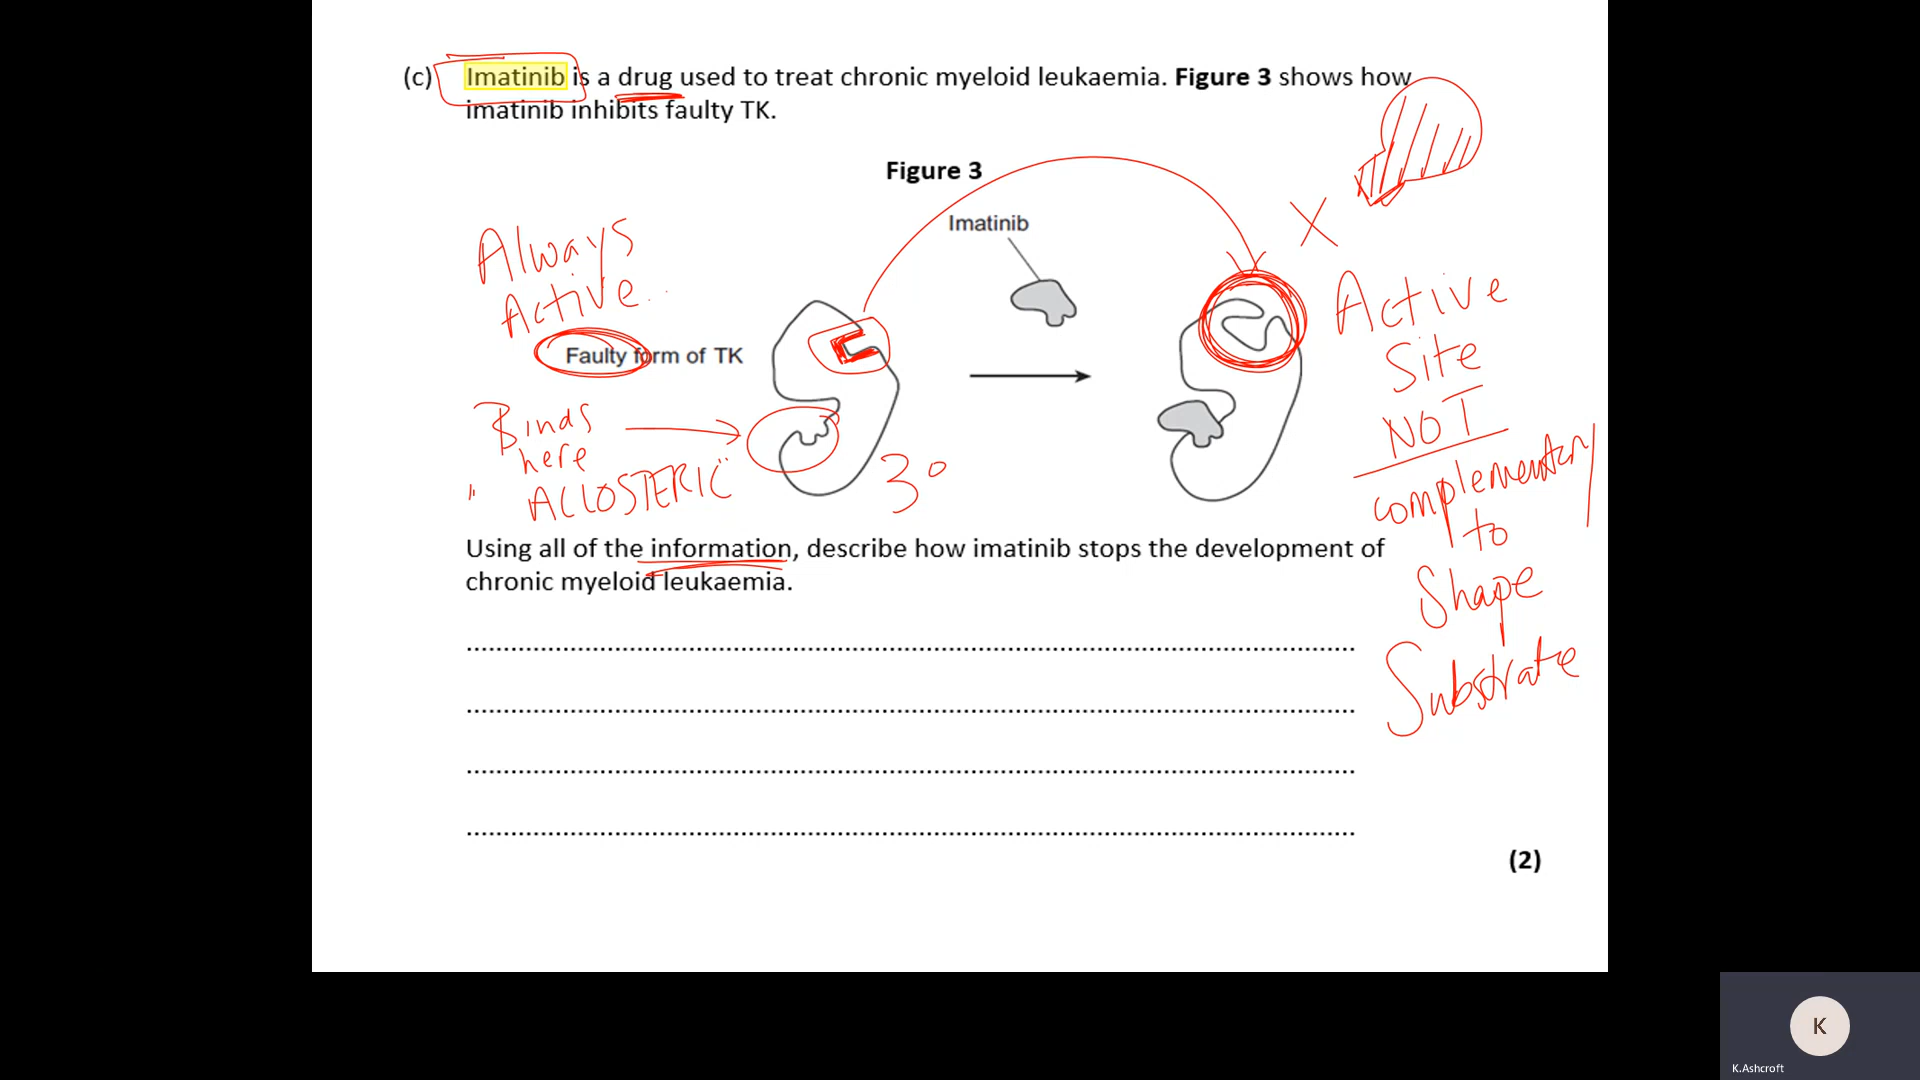 (c) Imatinib is a drug used to treat chronic myeloid leukaemia. Figure 3 shows how
imatinib inhibits faulty TK.
Figure 3
Imatinib
Always
Active
Faulty form of TK
Binds
here
"ALLOSTERIC"
3°
X
Active
Site
NOT
complementary
to
Shape
Substrate
Using all of the information, describe how imatinib stops the development of
chronic myeloid leukaemia.
(2)
K
K.Ashcroft